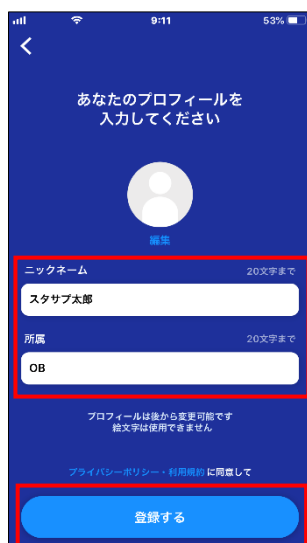 9:11
53%
あなたのプロフィールを
入力してください
編集
ニックネーム
20文字まで
スタサプ太郎
所属
20文字まで
OB
プロフィールは後から変更可能です
絵文字は使用できません
プライバシーポリシー・利用規約 に同意して
登録する